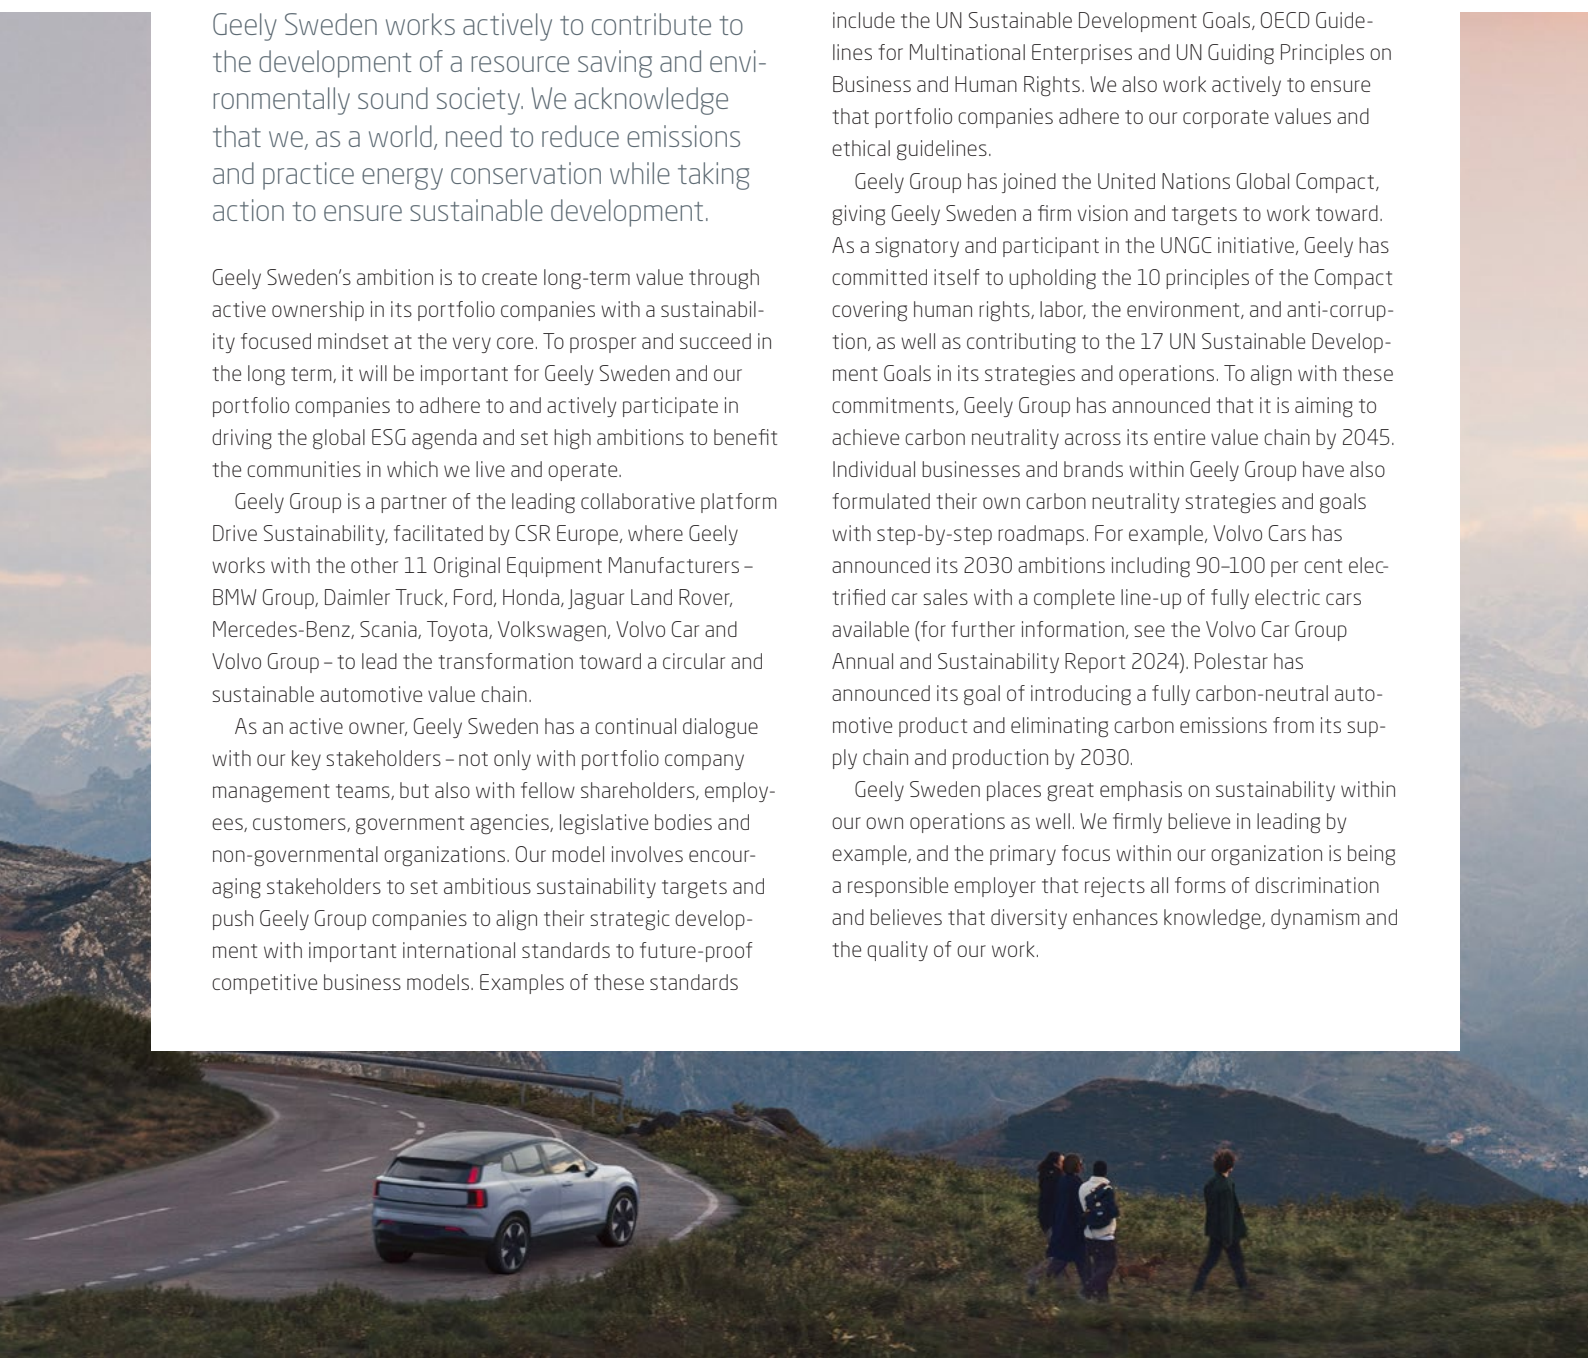 Geely Sweden works actively to contribute to
the development of a resource saving and envi-
ronmentally sound society. We acknowledge
that we, as a world, need to reduce emissions
and practice energy conservation while taking
action to ensure sustainable development.
Geely Sweden's ambition is to create long-term value through
active ownership in its portfolio companies with a sustainabil-
ity focused mindset at the very core. To prosper and succeed in
the long term, it will be important for Geely Sweden and our
portfolio companies to adhere to and actively participate in
driving the global ESG agenda and set high ambitions to benefit
the communities in which we live and operate.
Geely Group is a partner of the leading collaborative platform
Drive Sustainability, facilitated by CSR Europe, where Geely
works with the other 11 Original Equipment Manufacturers –
BMW Group, Daimler Truck, Ford, Honda, Jaguar Land Rover,
Mercedes-Benz, Scania, Toyota, Volkswagen, Volvo Car and
Volvo Group – to lead the transformation toward a circular and
sustainable automotive value chain.
As an active owner, Geely Sweden has a continual dialogue
with our key stakeholders – not only with portfolio company
management teams, but also with fellow shareholders, employ-
ees, customers, government agencies, legislative bodies and
non-governmental organizations. Our model involves encour-
aging stakeholders to set ambitious sustainability targets and
push Geely Group companies to align their strategic develop-
ment with important international standards to future-proof
competitive business models. Examples of these standards
include the UN Sustainable Development Goals, OECD Guide-
lines for Multinational Enterprises and UN Guiding Principles on
Business and Human Rights. We also work actively to ensure
that portfolio companies adhere to our corporate values and
ethical guidelines.
Geely Group has joined the United Nations Global Compact,
giving Geely Sweden a firm vision and targets to work toward.
As a signatory and participant in the UNGC initiative, Geely has
committed itself to upholding the 10 principles of the Compact
covering human rights, labor, the environment, and anti-corrup-
tion, as well as contributing to the 17 UN Sustainable Develop-
ment Goals in its strategies and operations. To align with these
commitments, Geely Group has announced that it is aiming to
achieve carbon neutrality across its entire value chain by 2045.
Individual businesses and brands within Geely Group have also
formulated their own carbon neutrality strategies and goals
with step-by-step roadmaps. For example, Volvo Cars has
announced its 2030 ambitions including 90–100 per cent elec-
trified car sales with a complete line-up of fully electric cars
available (for further information, see the Volvo Car Group
Annual and Sustainability Report 2024). Polestar has
announced its goal of introducing a fully carbon-neutral auto-
motive product and eliminating carbon emissions from its sup-
ply chain and production by 2030.
Geely Sweden places great emphasis on sustainability within
our own operations as well. We firmly believe in leading by
example, and the primary focus within our organization is being
a responsible employer that rejects all forms of discrimination
and believes that diversity enhances knowledge, dynamism and
the quality of our work.